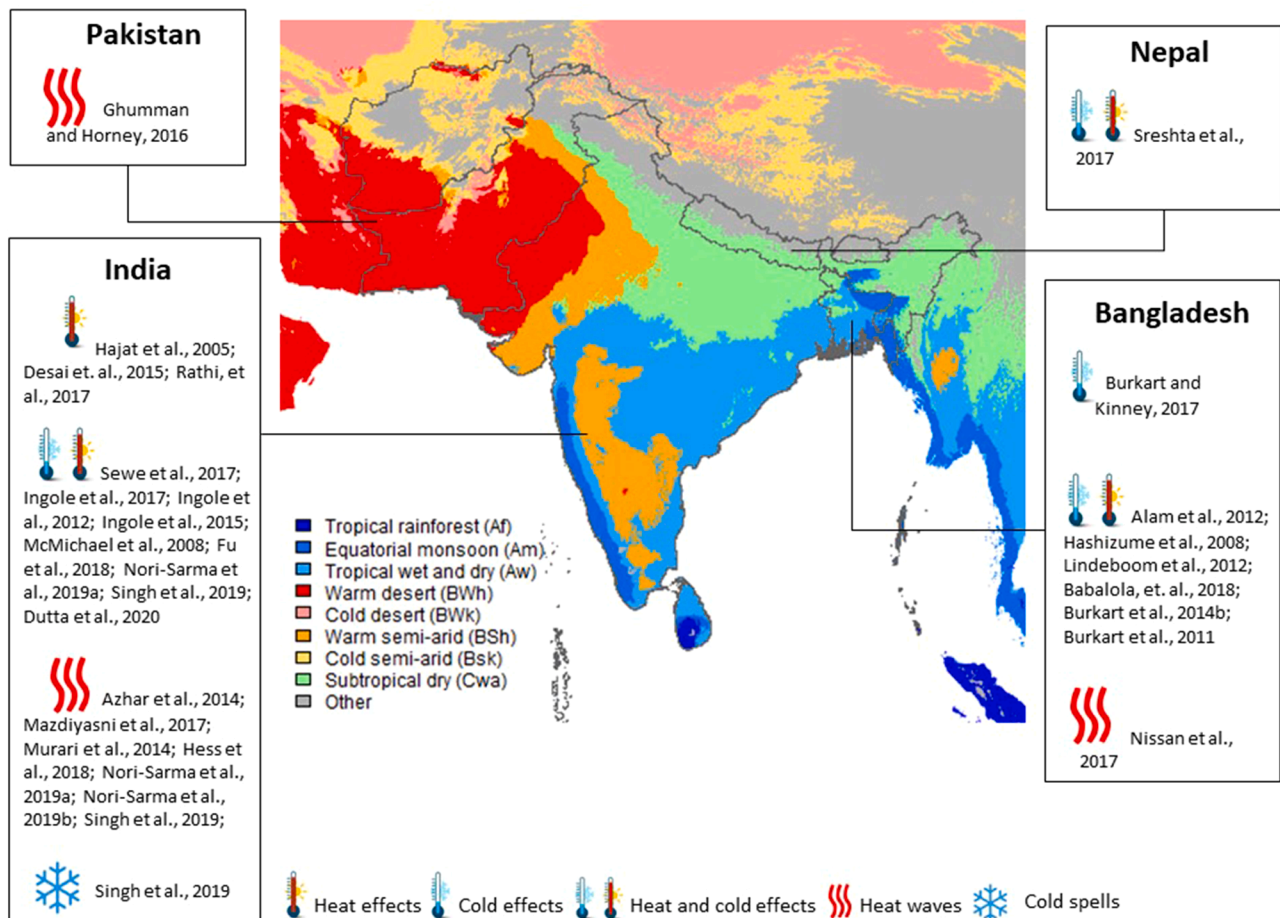 Pakistan
Ghumman
and Horney, 2016
Nepal
Sreshta et al.,
2017
India
Hajat et al., 2005;
Desai et. al., 2015; Rathi, et
al., 2017
Sewe et al., 2017;
Ingole et al., 2017; Ingole et
al., 2012; Ingole et al., 2015;
McMichael et al., 2008; Fu
et al., 2018; Nori-Sarma et
al., 2019a; Singh et al., 2019;
Dutta et al., 2020
Azhar et al., 2014;
Mazdiyasni et al., 2017;
Murari et al., 2014; Hess et
al., 2018; Nori-Sarma et al.,
2019a; Nori-Sarma et al.,
2019b; Singh et al., 2019;
Singh et al., 2019
Tropical rainforest (Af)
Equatorial monsoon (Am)
Tropical wet and dry (Aw)
Warm desert (BWh)
Cold desert (BWk)
Warm semi-arid (BSh)
Cold semi-arid (Bsk)
Subtropical dry (Cwa)
Other
Bangladesh
Burkart and
Kinney, 2017
Alam et al., 2012;
Hashizume et al., 2008;
Lindeboom et al., 2012;
Babalola, et. al., 2018;
Burkart et al., 2014b;
Burkart et al., 2011
Nissan et al.,
2017
Heat effects
Cold effects
Heat and cold effects
Heat waves
Cold spells